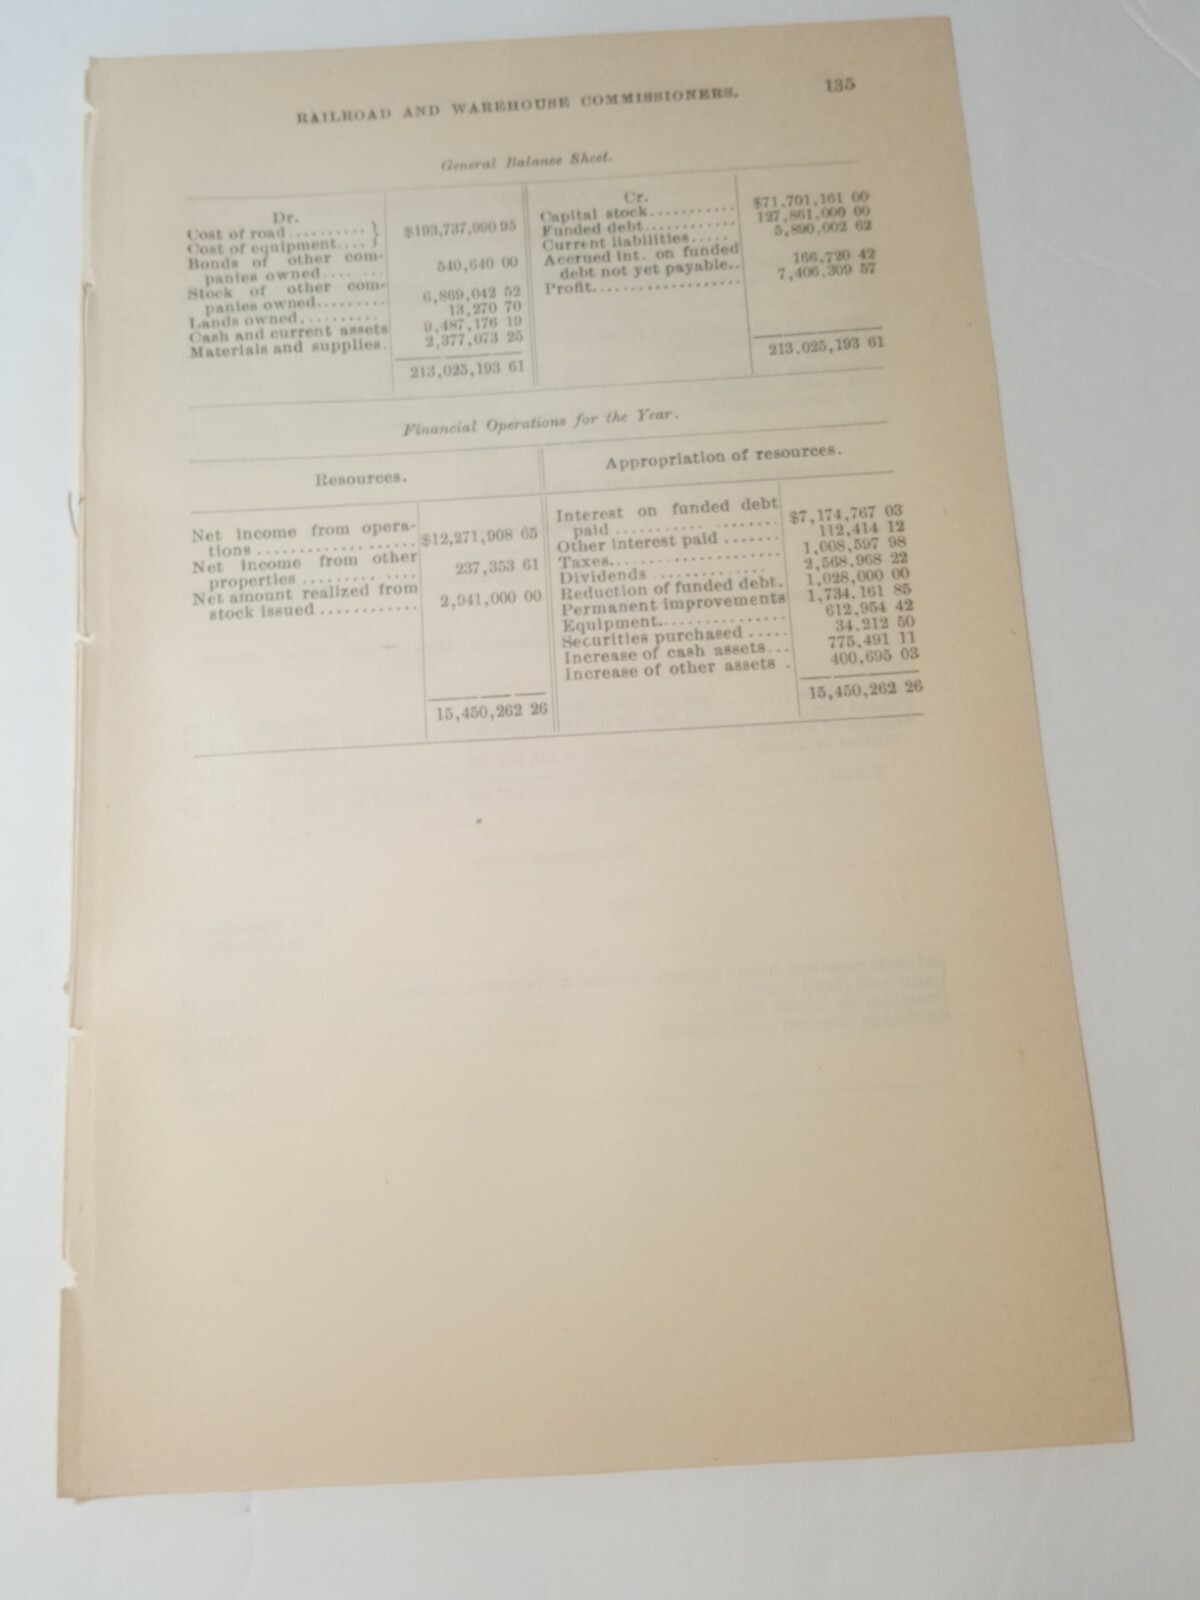 RAILROAD AND WAREHOUSE COMMISSIONERS. 135
General Balance Sheet.
Dr.
Cost of road.......... }
Cost of equipment.... } $193,737,990 95
Bonds of other com-
panies owned........ 540,640 00
Stock of other com-
panies owned......... 6,869,042 52
Lands owned.......... 13,270 70
Cash and current assets 9,487,176 19
Materials and supplies. 2,377,073 25
213,025,193 61
Cr.
Capital stock........... $71,701,161 00
Funded debt............ 127,861,000 00
Current liabilities..... 5,890,002 62
Accrued int. on funded
debt not yet payable.. 166,720 42
Profit................... 7,406,309 57
213,025,193 61
Financial Operations for the Year.
Resources.
Net income from opera-
tions ................... $12,271,908 65
Net income from other
properties .............. 237,353 61
Net amount realized from
stock issued ............ 2,941,000 00
15,450,262 26
Appropriation of resources.
Interest on funded debt
paid .................... $7,174,767 03
Other interest paid ....... 112,414 12
Taxes..................... 1,008,597 98
Dividends ............... 2,568,968 22
Reduction of funded debt. 1,028,000 00
Permanent improvements 1,734,161 85
Equipment................ 612,954 42
Securities purchased ..... 34,212 50
Increase of cash assets... 775,491 11
Increase of other assets . 400,695 03
15,450,262 26